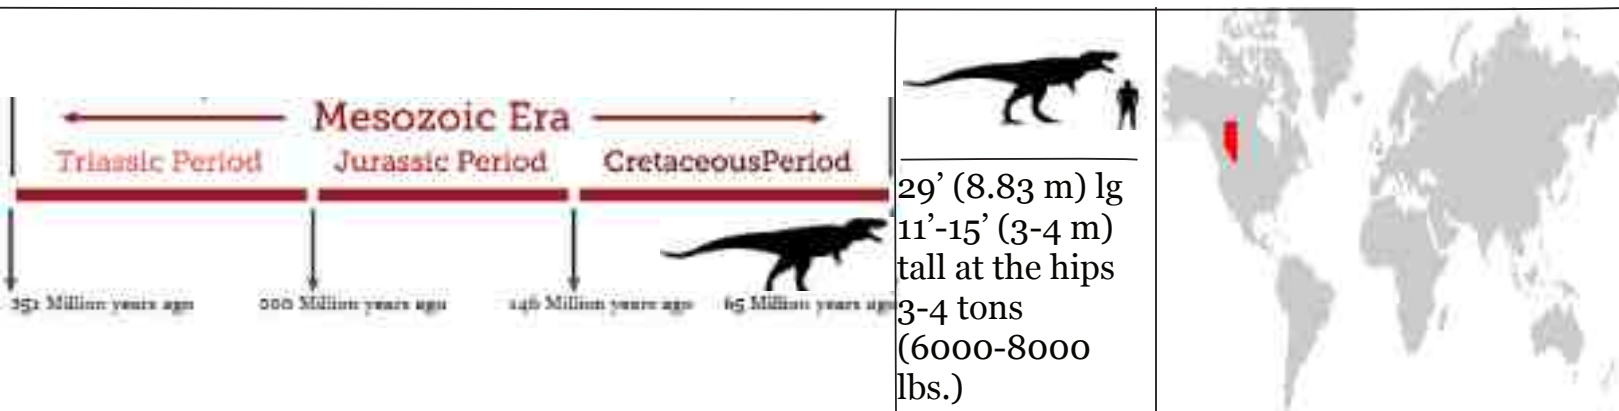 Mesozoic Era
Triassic Period Jurassic Period CretaceousPeriod
251 Million years ago 200 Million years ago 146 Million years ago 65 Million years ago
29’ (8.83 m) lg
11’-15’ (3-4 m)
tall at the hips
3-4 tons
(6000-8000
lbs.)